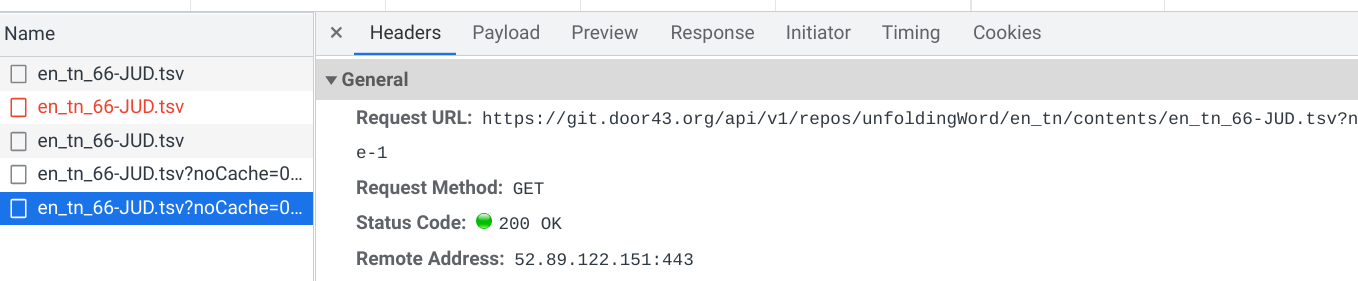 Name
en_tn_66-JUD.tsv
en_tn_66-JUD.tsv
en_tn_66-JUD.tsv
en_tn_66-JUD.tsv?noCache=0...
en_tn_66-JUD.tsv?noCache=0...
× Headers Payload Preview Response Initiator Timing Cookies
General
Request URL: https://git.door43.org/api/v1/repos/unfoldingWord/en_tn/contents/en_tn_66-JUD.tsv?n
e-1
Request Method: GET
Status Code: 200 OK
Remote Address: 52.89.122.151:443